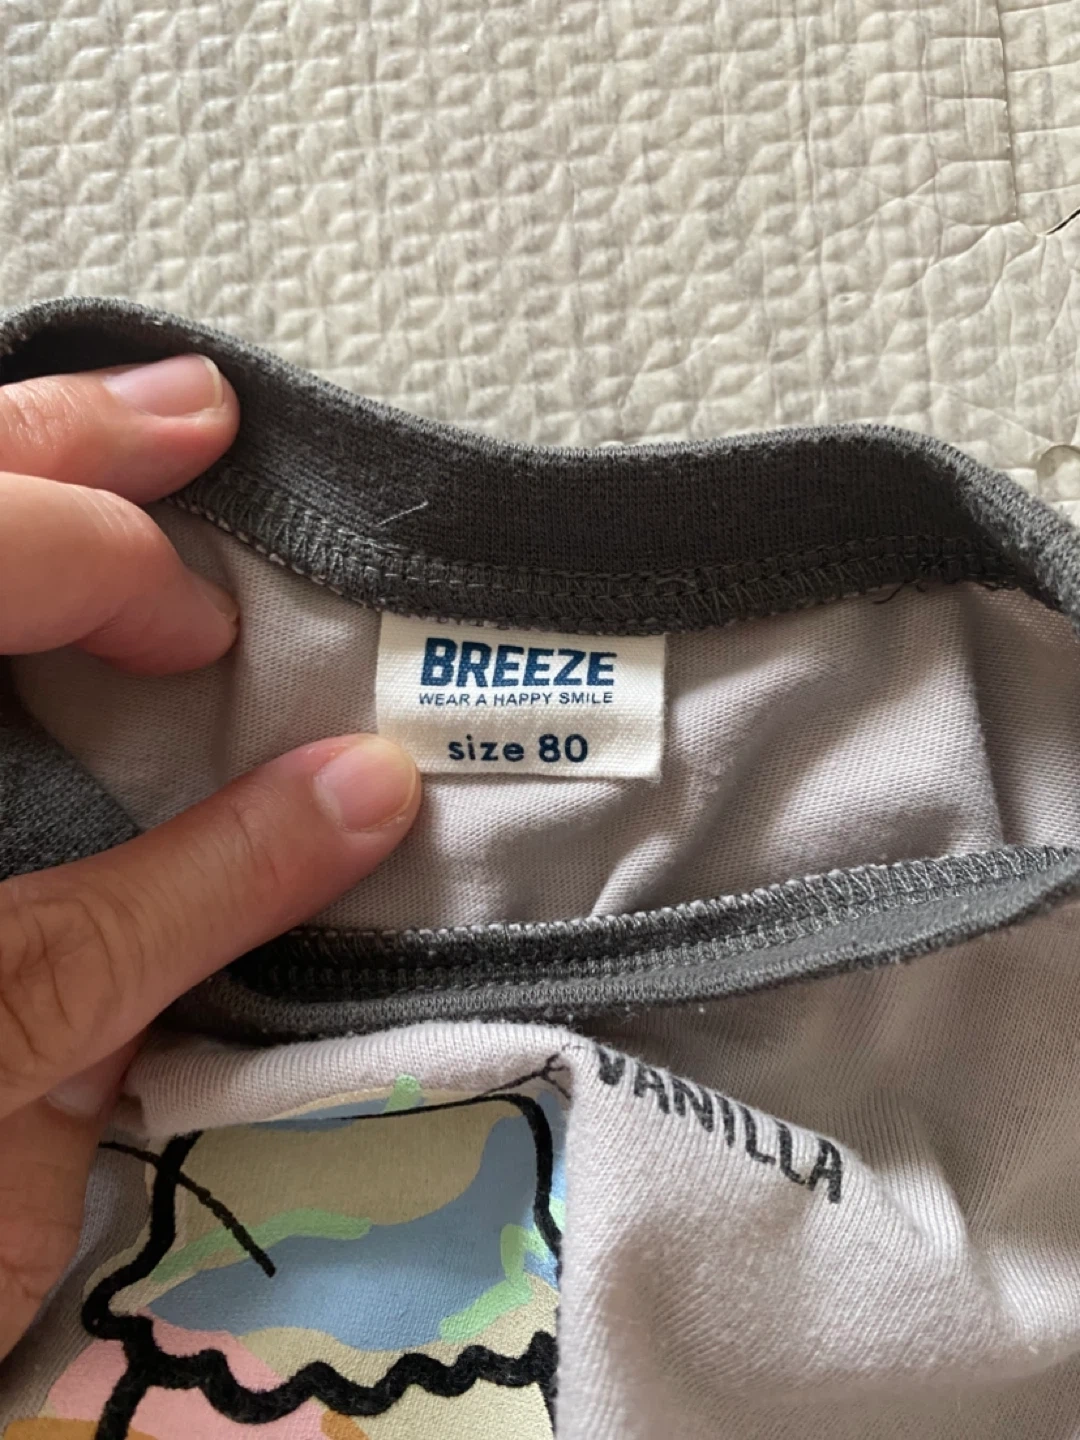 BREEZE
WEAR A HAPPY SMILE
size 80
VANILLA